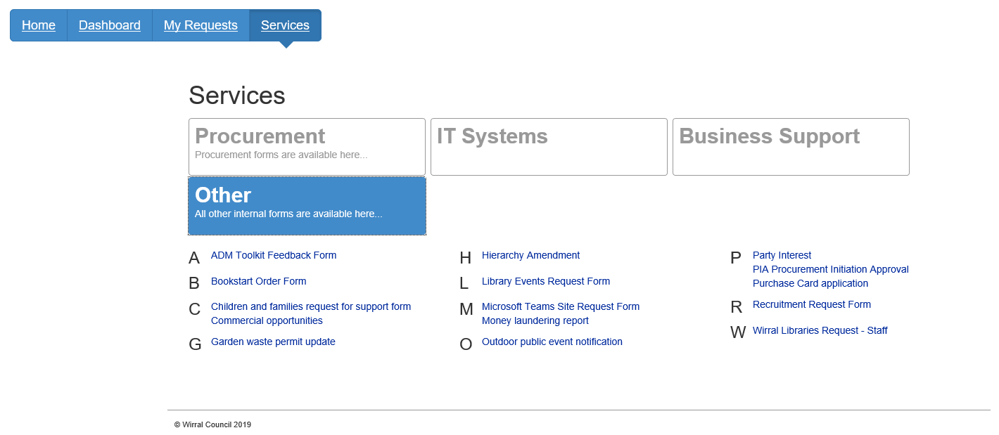 Home Dashboard My Requests Services
Services
Procurement
Procurement forms are available here...
IT Systems
Business Support
Other
All other internal forms are available here...
A ADM Toolkit Feedback Form
B Bookstart Order Form
C Children and families request for support form
Commercial opportunities
G Garden waste permit update
H Hierarchy Amendment
L Library Events Request Form
M Microsoft Teams Site Request Form
Money laundering report
O Outdoor public event notification
P Party Interest
PIA Procurement Initiation Approval
Purchase Card application
R Recruitment Request Form
W Wirral Libraries Request - Staff
© Wirral Council 2019